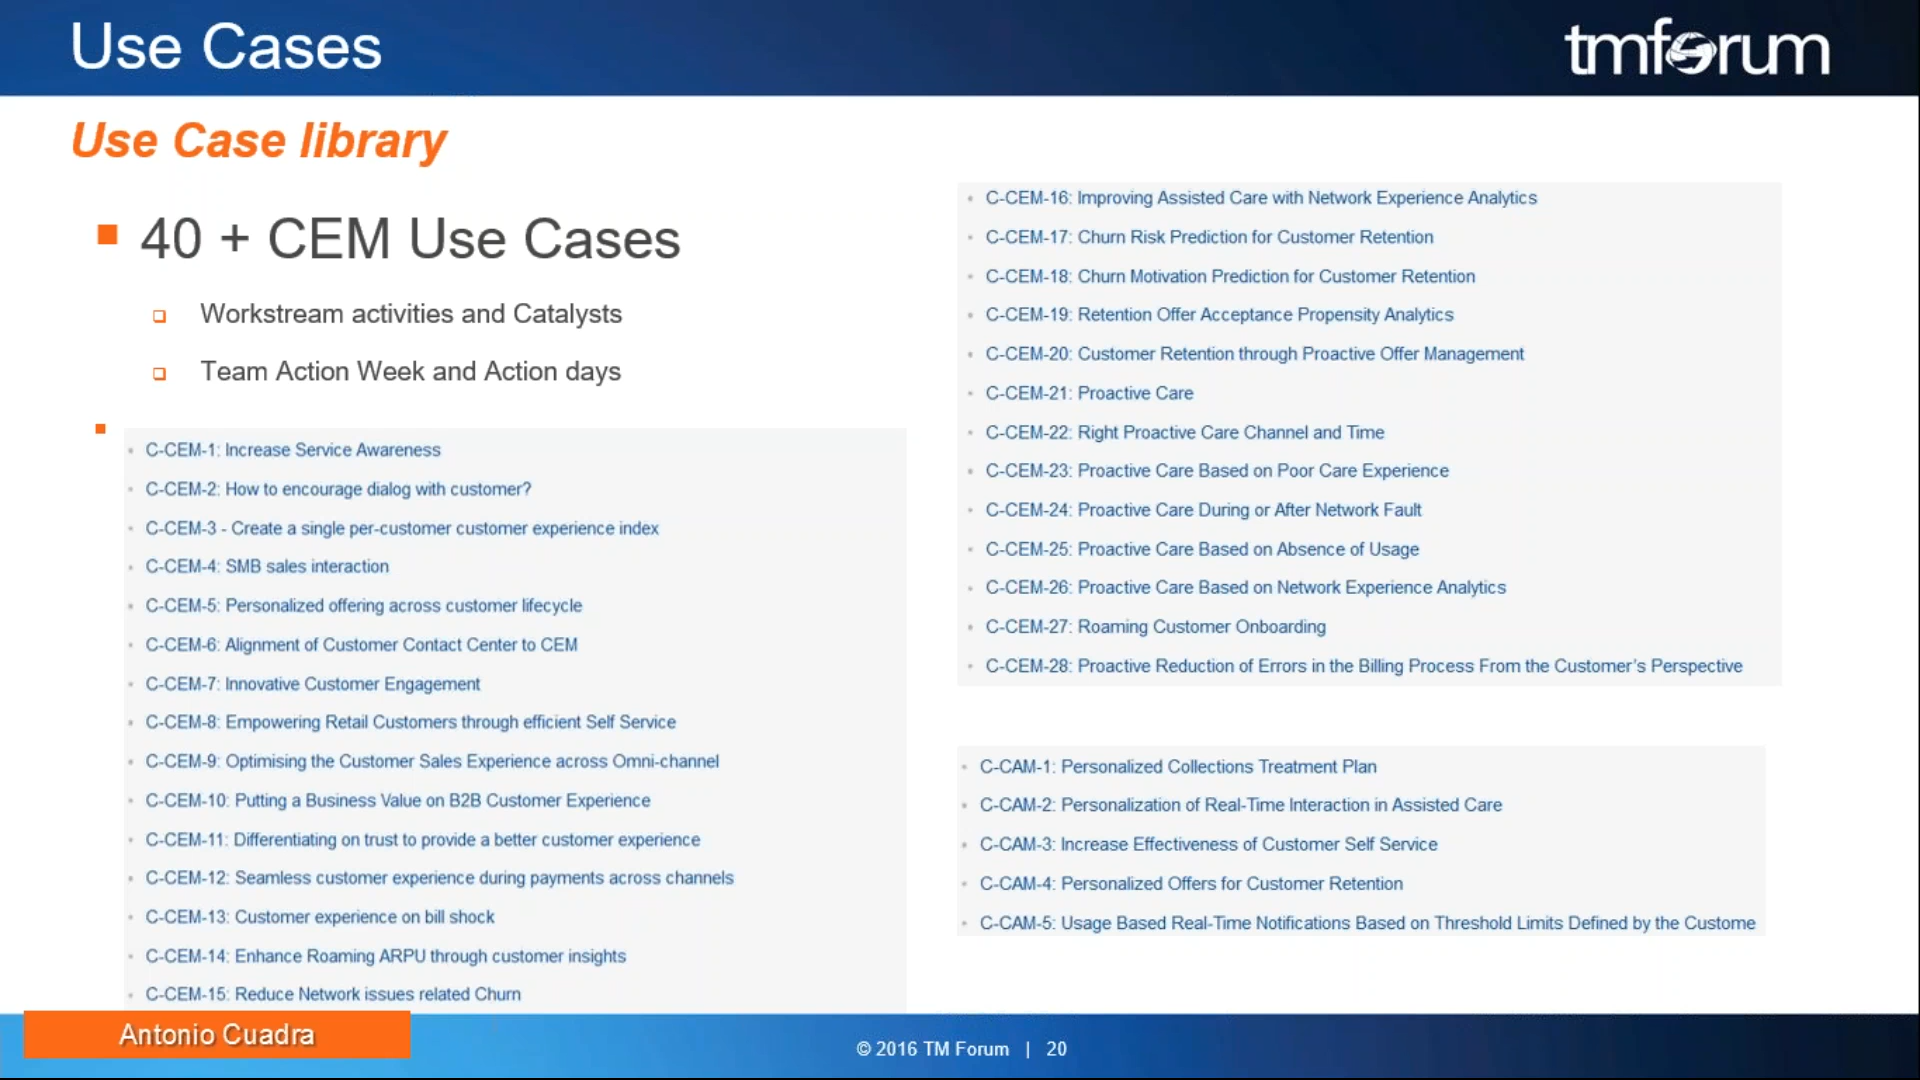 Use Cases
tmforum
Use Case library
40 + CEM Use Cases
Workstream activities and Catalysts
Team Action Week and Action days
C-CEM-1: Increase Service Awareness
C-CEM-2: How to encourage dialog with customer?
C-CEM-3 - Create a single per-customer customer experience index
C-CEM-4: SMB sales interaction
C-CEM-5: Personalized offering across customer lifecycle
C-CEM-6: Alignment of Customer Contact Center to CEM
C-CEM-7: Innovative Customer Engagement
C-CEM-8: Empowering Retail Customers through efficient Self Service
C-CEM-9: Optimising the Customer Sales Experience across Omni-channel
C-CEM-10: Putting a Business Value on B2B Customer Experience
C-CEM-11: Differentiating on trust to provide a better customer experience
C-CEM-12: Seamless customer experience during payments across channels
C-CEM-13: Customer experience on bill shock
C-CEM-14: Enhance Roaming ARPU through customer insights
C-CEM-15: Reduce Network issues related Churn
C-CEM-16: Improving Assisted Care with Network Experience Analytics
C-CEM-17: Churn Risk Prediction for Customer Retention
C-CEM-18: Churn Motivation Prediction for Customer Retention
C-CEM-19: Retention Offer Acceptance Propensity Analytics
C-CEM-20: Customer Retention through Proactive Offer Management
C-CEM-21: Proactive Care
C-CEM-22: Right Proactive Care Channel and Time
C-CEM-23: Proactive Care Based on Poor Care Experience
C-CEM-24: Proactive Care During or After Network Fault
C-CEM-25: Proactive Care Based on Absence of Usage
C-CEM-26: Proactive Care Based on Network Experience Analytics
C-CEM-27: Roaming Customer Onboarding
C-CEM-28: Proactive Reduction of Errors in the Billing Process From the Customer's Perspective
C-CAM-1: Personalized Collections Treatment Plan
C-CAM-2: Personalization of Real-Time Interaction in Assisted Care
C-CAM-3: Increase Effectiveness of Customer Self Service
C-CAM-4: Personalized Offers for Customer Retention
C-CAM-5: Usage Based Real-Time Notifications Based on Threshold Limits Defined by the Custome
Antonio Cuadra
© 2016 TM Forum | 20